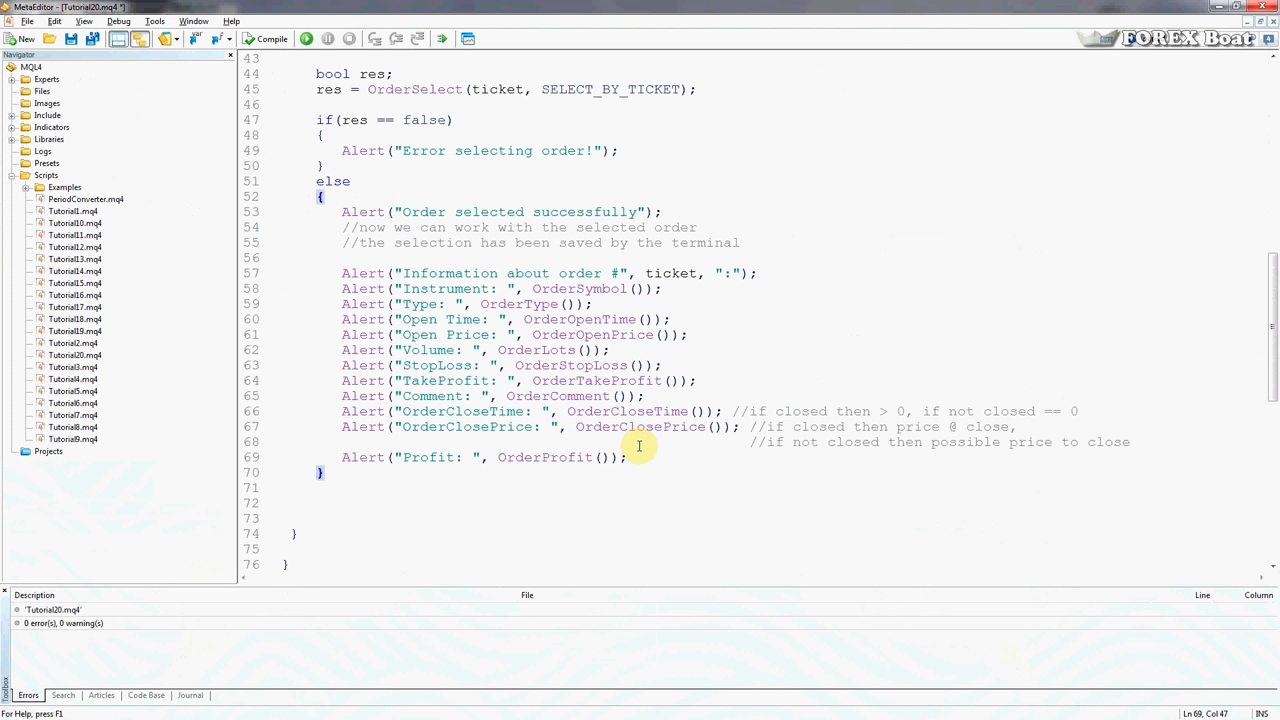 MetaEditor - [Tutorial20.mq4 *]
File Edit View Debug Tools Window Help
New Compile FOREX Boat
Navigator
MQL4
Experts
Files
Images
Include
Indicators
Libraries
Logs
Presets
Scripts
Examples
PeriodConverter.mq4
Tutorial1.mq4
Tutorial10.mq4
Tutorial11.mq4
Tutorial12.mq4
Tutorial13.mq4
Tutorial14.mq4
Tutorial15.mq4
Tutorial16.mq4
Tutorial17.mq4
Tutorial18.mq4
Tutorial19.mq4
Tutorial2.mq4
Tutorial20.mq4
Tutorial3.mq4
Tutorial4.mq4
Tutorial5.mq4
Tutorial6.mq4
Tutorial7.mq4
Tutorial8.mq4
Tutorial9.mq4
Projects
43
44 bool res;
45 res = OrderSelect(ticket, SELECT_BY_TICKET);
46
47 if(res == false)
48 {
49 Alert("Error selecting order!");
50 }
51 else
52 {
53 Alert("Order selected successfully");
54 //now we can work with the selected order
55 //the selection has been saved by the terminal
56
57 Alert("Information about order #", ticket, ":");
58 Alert("Instrument: ", OrderSymbol());
59 Alert("Type: ", OrderType());
60 Alert("Open Time: ", OrderOpenTime());
61 Alert("Open Price: ", OrderOpenPrice());
62 Alert("Volume: ", OrderLots());
63 Alert("StopLoss: ", OrderStopLoss());
64 Alert("TakeProfit: ", OrderTakeProfit());
65 Alert("Comment: ", OrderComment());
66 Alert("OrderCloseTime: ", OrderCloseTime()); //if closed then > 0, if not closed == 0
67 Alert("OrderClosePrice: ", OrderClosePrice()); //if closed then price @ close,
68 //if not closed then possible price to close
69 Alert("Profit: ", OrderProfit());
70 }
71
72
73
74 }
75
76 }
Description File Line Column
'Tutorial20.mq4'
0 error(s), 0 warning(s)
Toolbox
Errors Search Articles Code Base Journal
For Help, press F1 Ln 69, Col 47 INS